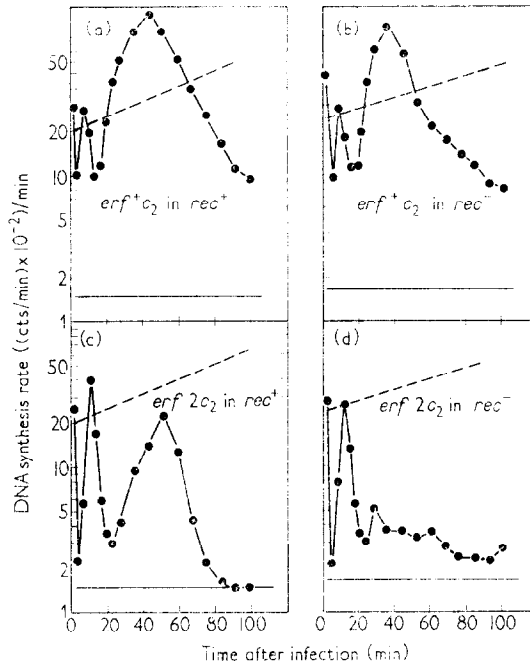 DNA synthesis rate ((cts/min) x 10⁻²)/min
(a)
50
20
10
5
2
1
erf⁺c₂ in rec⁺
(b)
erf⁺c₂ in rec⁻
(c)
50
20
10
5
2
1
erf 2c₂ in rec⁺
(d)
erf 2c₂ in rec⁻
0 20 40 60 80 100
0 20 40 60 80 100
Time after infection (min)